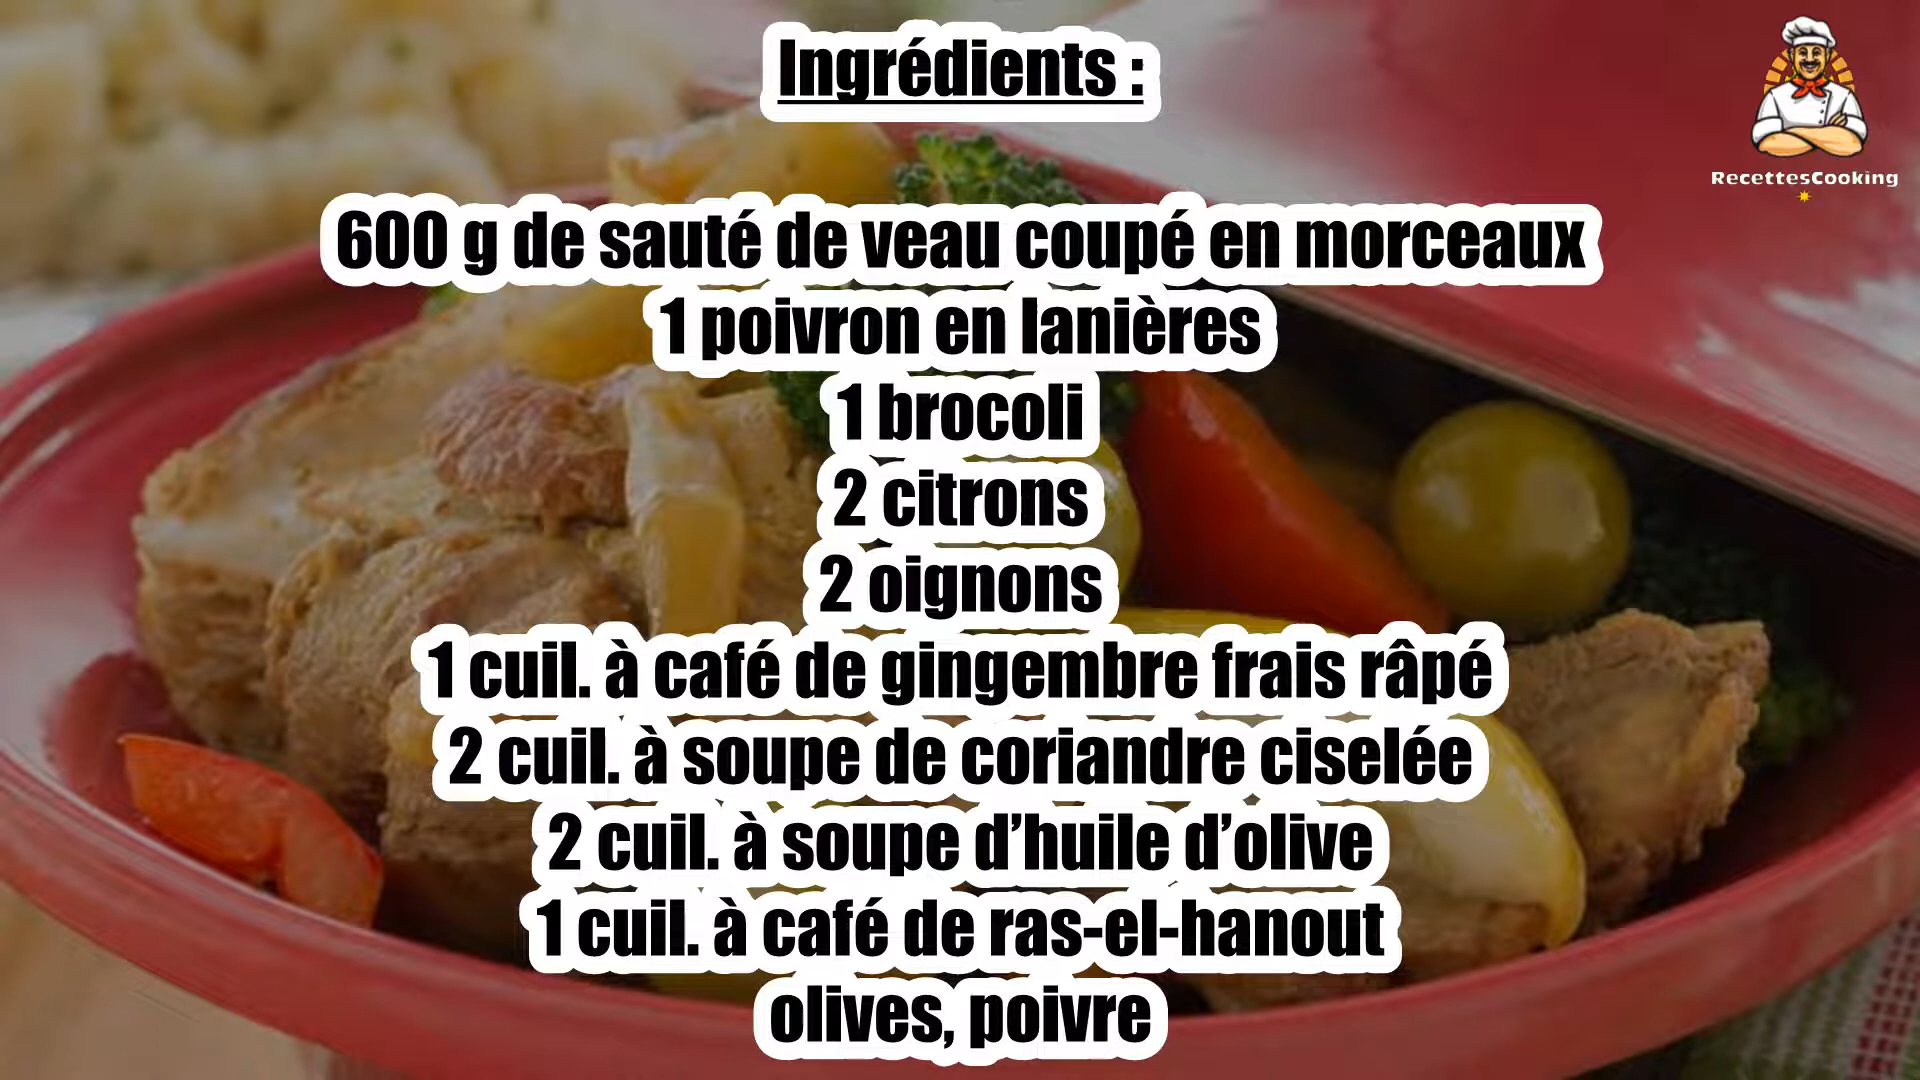 Ingrédients :
RecettesCooking
600 g de sauté de veau coupé en morceaux
1 poivron en lanières
1 brocoli
2 citrons
2 oignons
1 cuil. à café de gingembre frais râpé
2 cuil. à soupe de coriandre ciselée
2 cuil. à soupe d’huile d’olive
1 cuil. à café de ras-el-hanout
olives, poivre